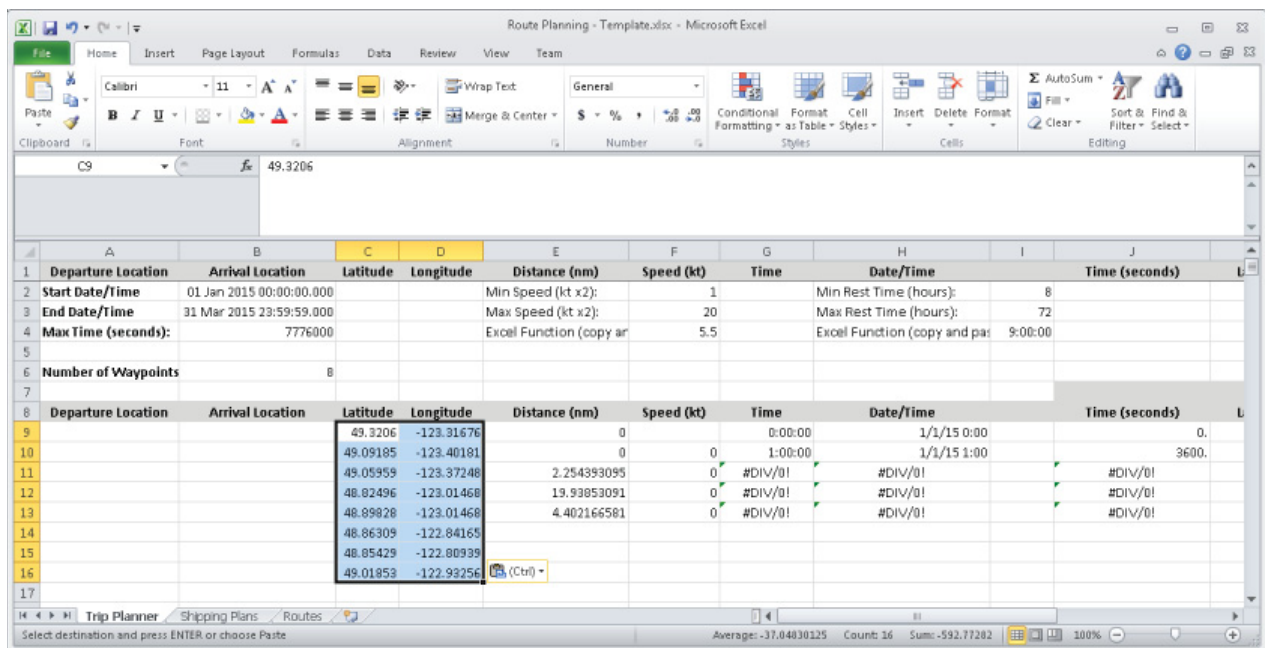 Route Planning - Template.xlsx - Microsoft Excel
File Home Insert Page Layout Formulas Data Review View Team
Calibri 11 Wrap Text General Σ AutoSum
Fill
Paste B I U Merge & Center $ % , Conditional Formatting Format as Table Cell Styles Insert Delete Format Clear Sort & Filter Find & Select
Clipboard Font Alignment Number Styles Cells Editing
C9 fx 49.3206
A B C D E F G H I J
1 Departure Location Arrival Location Latitude Longitude Distance (nm) Speed (kt) Time Date/Time Time (seconds)
2 Start Date/Time 01 Jan 2015 00:00:00.000 Min Speed (kt x2): 1 Min Rest Time (hours): 8
3 End Date/Time 31 Mar 2015 23:59:59.000 Max Speed (kt x2): 20 Max Rest Time (hours): 72
4 Max Time (seconds): 7776000 Excel Function (copy ar 5.5 Excel Function (copy and pas 9:00:00
5
6 Number of Waypoints 8
7
8 Departure Location Arrival Location Latitude Longitude Distance (nm) Speed (kt) Time Date/Time Time (seconds)
9 49.3206 -123.31676 0 0:00:00 1/1/15 0:00 0.
10 49.09185 -123.40181 0 0 1:00:00 1/1/15 1:00 3600.
11 49.05959 -123.37248 2.254393095 0 #DIV/0! #DIV/0! #DIV/0!
12 48.82496 -123.01468 19.93853091 0 #DIV/0! #DIV/0! #DIV/0!
13 48.89828 -123.01468 4.402166581 0 #DIV/0! #DIV/0! #DIV/0!
14 48.86309 -122.84165
15 48.85429 -122.80939
16 49.01853 -122.93256 (Ctrl)
17
Trip Planner Shipping Plans Routes
Select destination and press ENTER or choose Paste Average: -37.04830125 Count: 16 Sum: -592.77282 100%